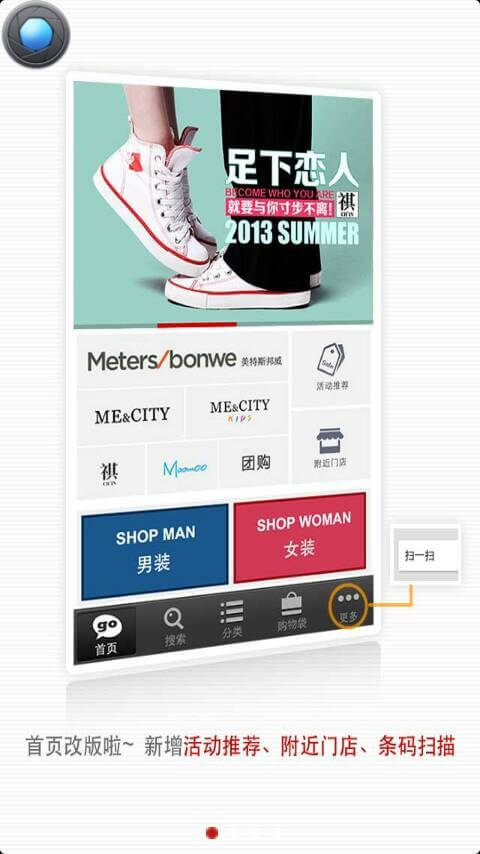 足下恋人
BECOME WHO YOU ARE
就要与你寸步不离!
祺
2013 SUMMER
Meters/bonwe 美特斯邦威
Sale
活动推荐
ME&CITY
ME&CITY
KIDS
附近门店
祺
Moomoo
团购
SHOP MAN
男装
SHOP WOMAN
女装
扫一扫
go
首页
搜索
分类
购物袋
更多
首页改版啦~ 新增活动推荐、附近门店、条码扫描